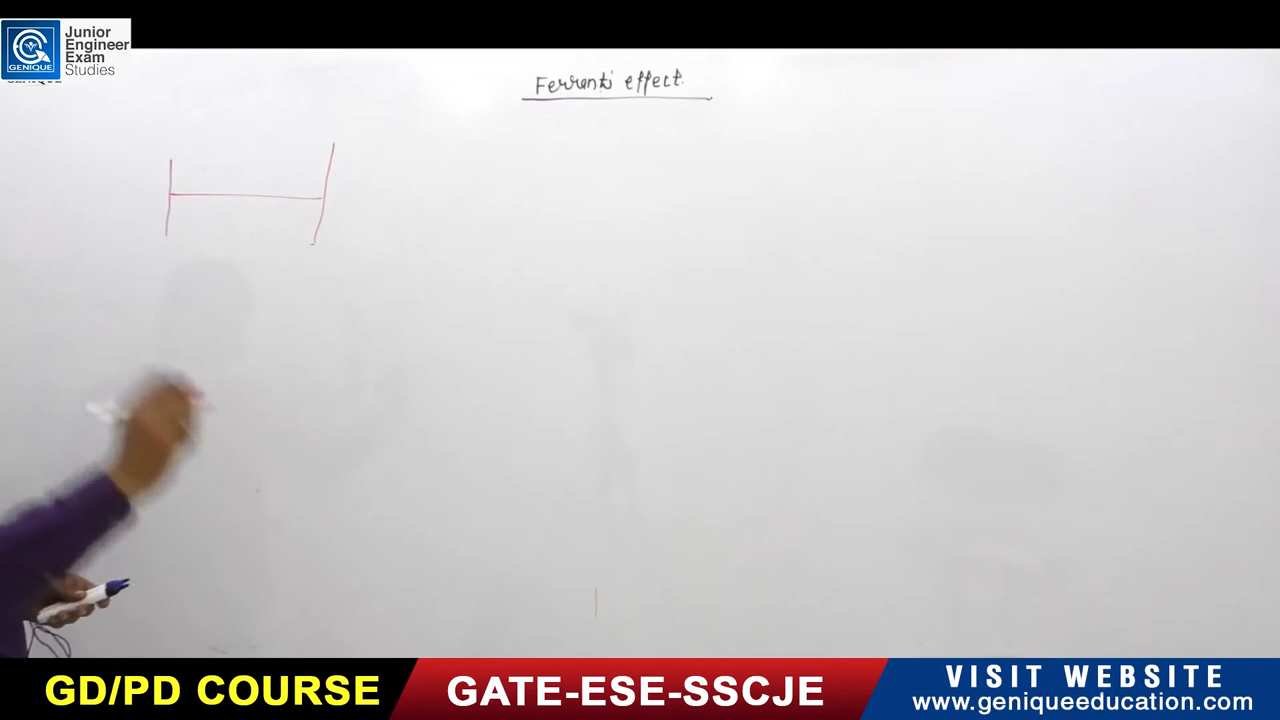 Junior
Engineer
Exam
Studies
GENIQUE
Ferranti effect.
GD/PD COURSE
GATE-ESE-SSCJE
VISIT WEBSITE
www.geniqueeducation.com